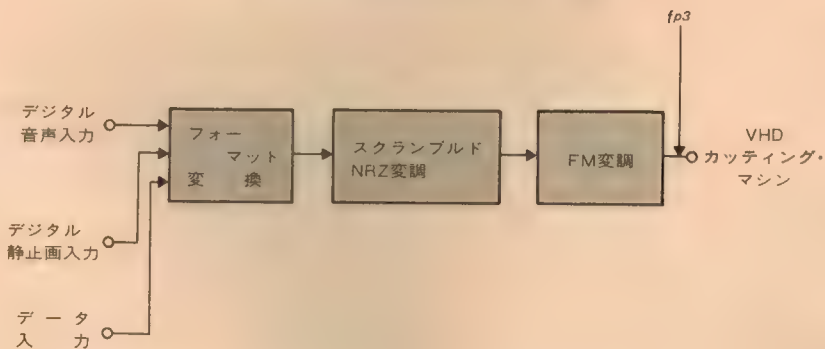 fp3
デジタル
音声入力
フォー
マット
変 換
スクランブルド
NRZ変調
FM変調
VHD
カッティング・
マシン
デジタル
静止画入力
データ
入 力